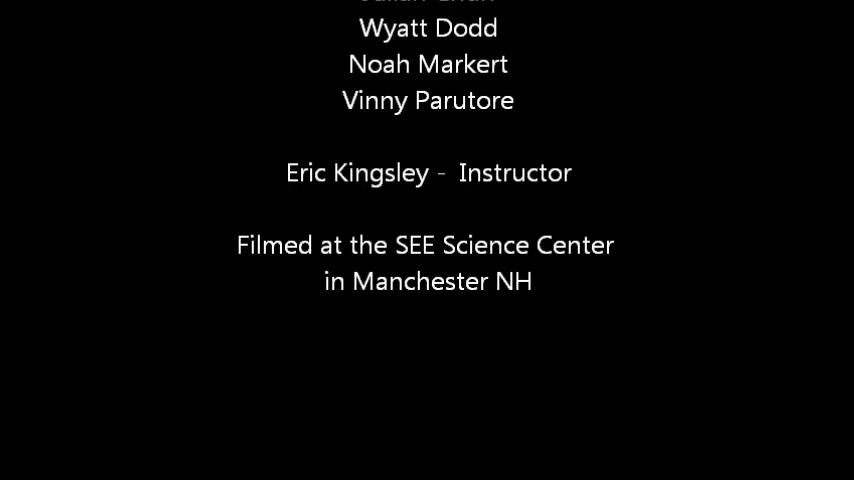 Wyatt Dodd
Noah Markert
Vinny Parutore
Eric Kingsley - Instructor
Filmed at the SEE Science Center
in Manchester NH